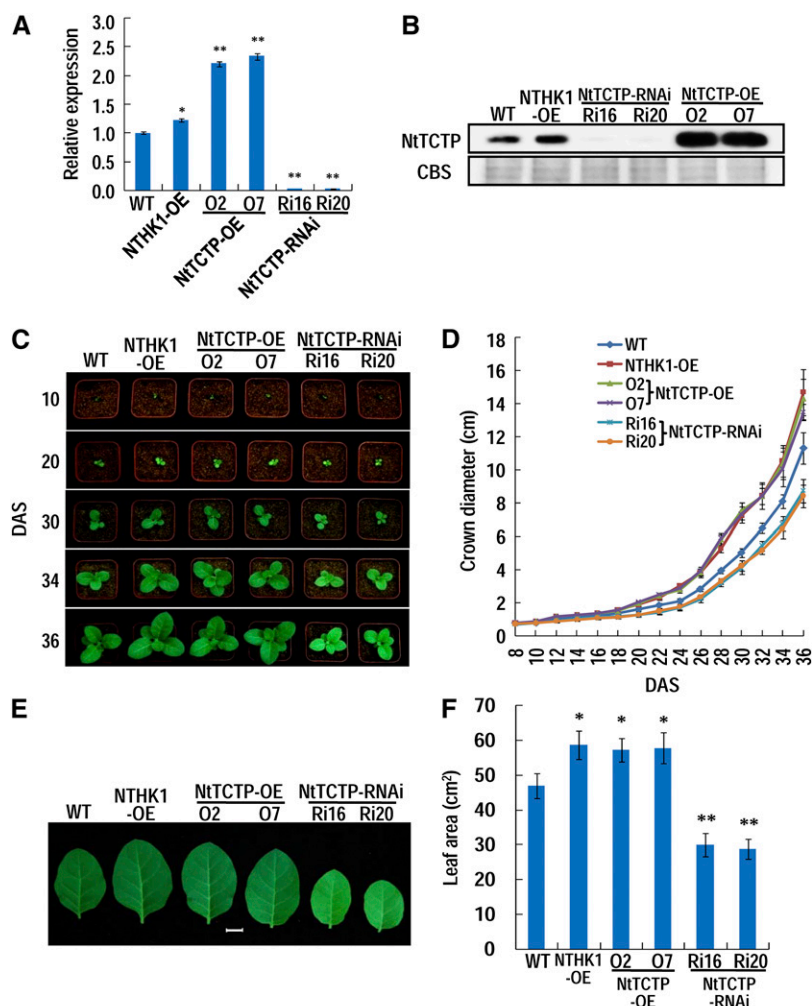 A
Relative expression
3.0
2.5
2.0
1.5
1.0
0.5
0.0
*
**
**
**
**
WT
NTHK1-OE
O2 O7
NtTCTP-OE
Ri16 Ri20
NtTCTP-RNAi
B
WT NTHK1 -OE NtTCTP-RNAi NtTCTP-OE
Ri16 Ri20 O2 O7
NtTCTP
CBS
C
WT NTHK1 -OE NtTCTP-OE NtTCTP-RNAi
O2 O7 Ri16 Ri20
DAS
10
20
30
34
36
D
Crown diameter (cm)
18
16
14
12
10
8
6
4
2
0
WT
NTHK1-OE
O2
O7
NtTCTP-OE
Ri16
Ri20
NtTCTP-RNAi
8 10 12 14 16 18 20 22 24 26 28 30 32 34 36
DAS
E
WT NTHK1 -OE NtTCTP-OE NtTCTP-RNAi
O2 O7 Ri16 Ri20
F
Leaf area (cm²)
70
60
50
40
30
20
10
0
* * *
** **
WT NTHK1 -OE O2 O7 Ri16 Ri20
NtTCTP -OE NtTCTP -RNAi